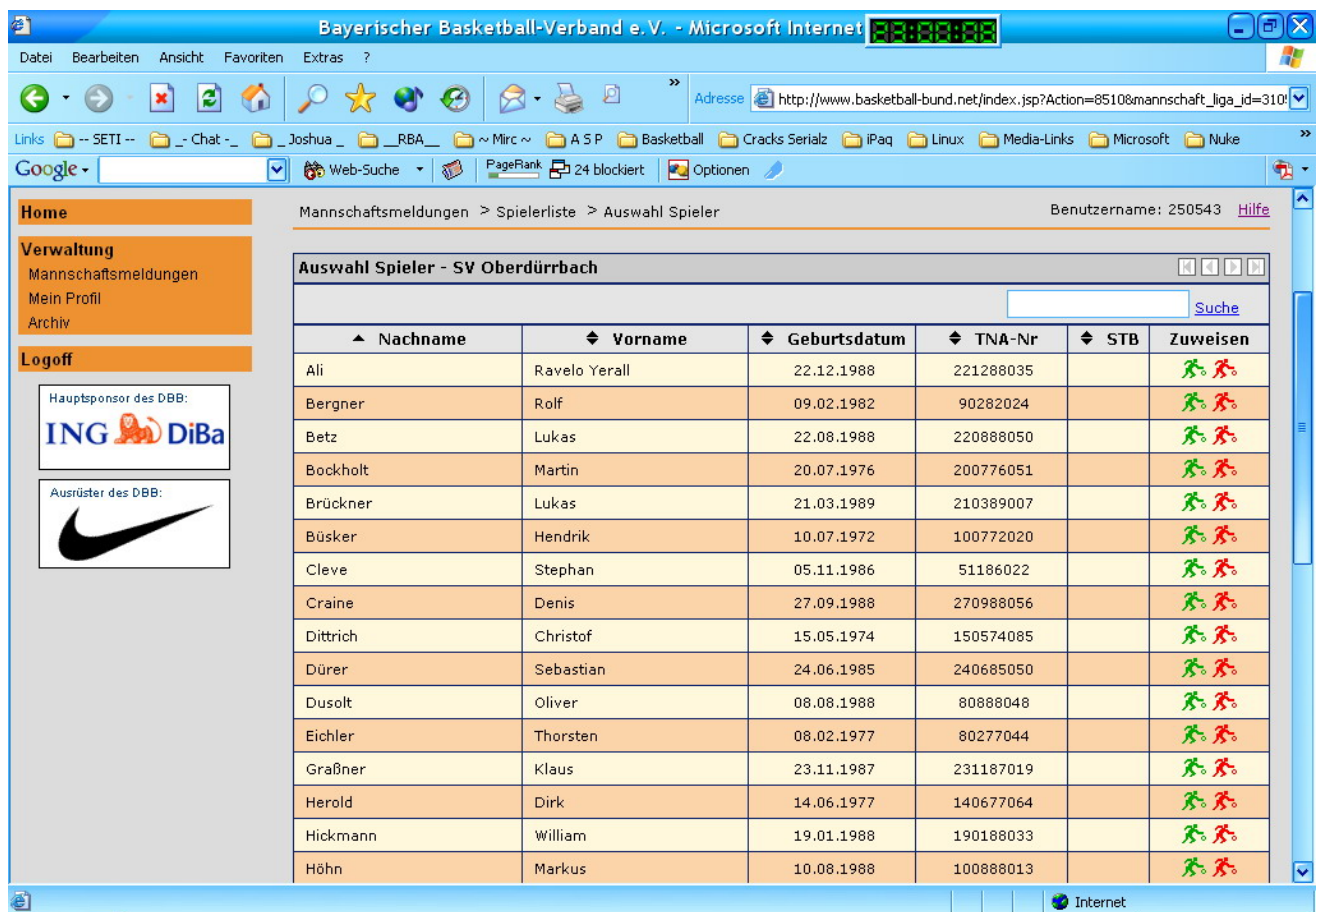 Bayerischer Basketball-Verband e.V. - Microsoft Internet
Datei Bearbeiten Ansicht Favoriten Extras ?
Adresse http://www.basketball-bund.net/index.jsp?Action=8510&mannschaft_liga_id=310
Links -- SETI -- _- Chat -_ _ Joshua _ __RBA__ ~ Mirc ~ A S P Basketball Cracks Serialz iPaq Linux Media-Links Microsoft Nuke
Google Web-Suche PageRank 24 blockiert Optionen
Home
Verwaltung
Mannschaftsmeldungen
Mein Profil
Archiv
Logoff
Hauptsponsor des DBB:
ING DiBa
Ausrüster des DBB:
Mannschaftsmeldungen > Spielerliste > Auswahl Spieler Benutzername: 250543 Hilfe
Auswahl Spieler - SV Oberdürrbach
Suche
Nachname Vorname Geburtsdatum TNA-Nr STB Zuweisen
Ali Ravelo Yerall 22.12.1988 221288035
Bergner Rolf 09.02.1982 90282024
Betz Lukas 22.08.1988 220888050
Bockholt Martin 20.07.1976 200776051
Brückner Lukas 21.03.1989 210389007
Büsker Hendrik 10.07.1972 100772020
Cleve Stephan 05.11.1986 51186022
Craine Denis 27.09.1988 270988056
Dittrich Christof 15.05.1974 150574085
Dürer Sebastian 24.06.1985 240685050
Dusolt Oliver 08.08.1988 80888048
Eichler Thorsten 08.02.1977 80277044
Graßner Klaus 23.11.1987 231187019
Herold Dirk 14.06.1977 140677064
Hickmann William 19.01.1988 190188033
Höhn Markus 10.08.1988 100888013
Internet